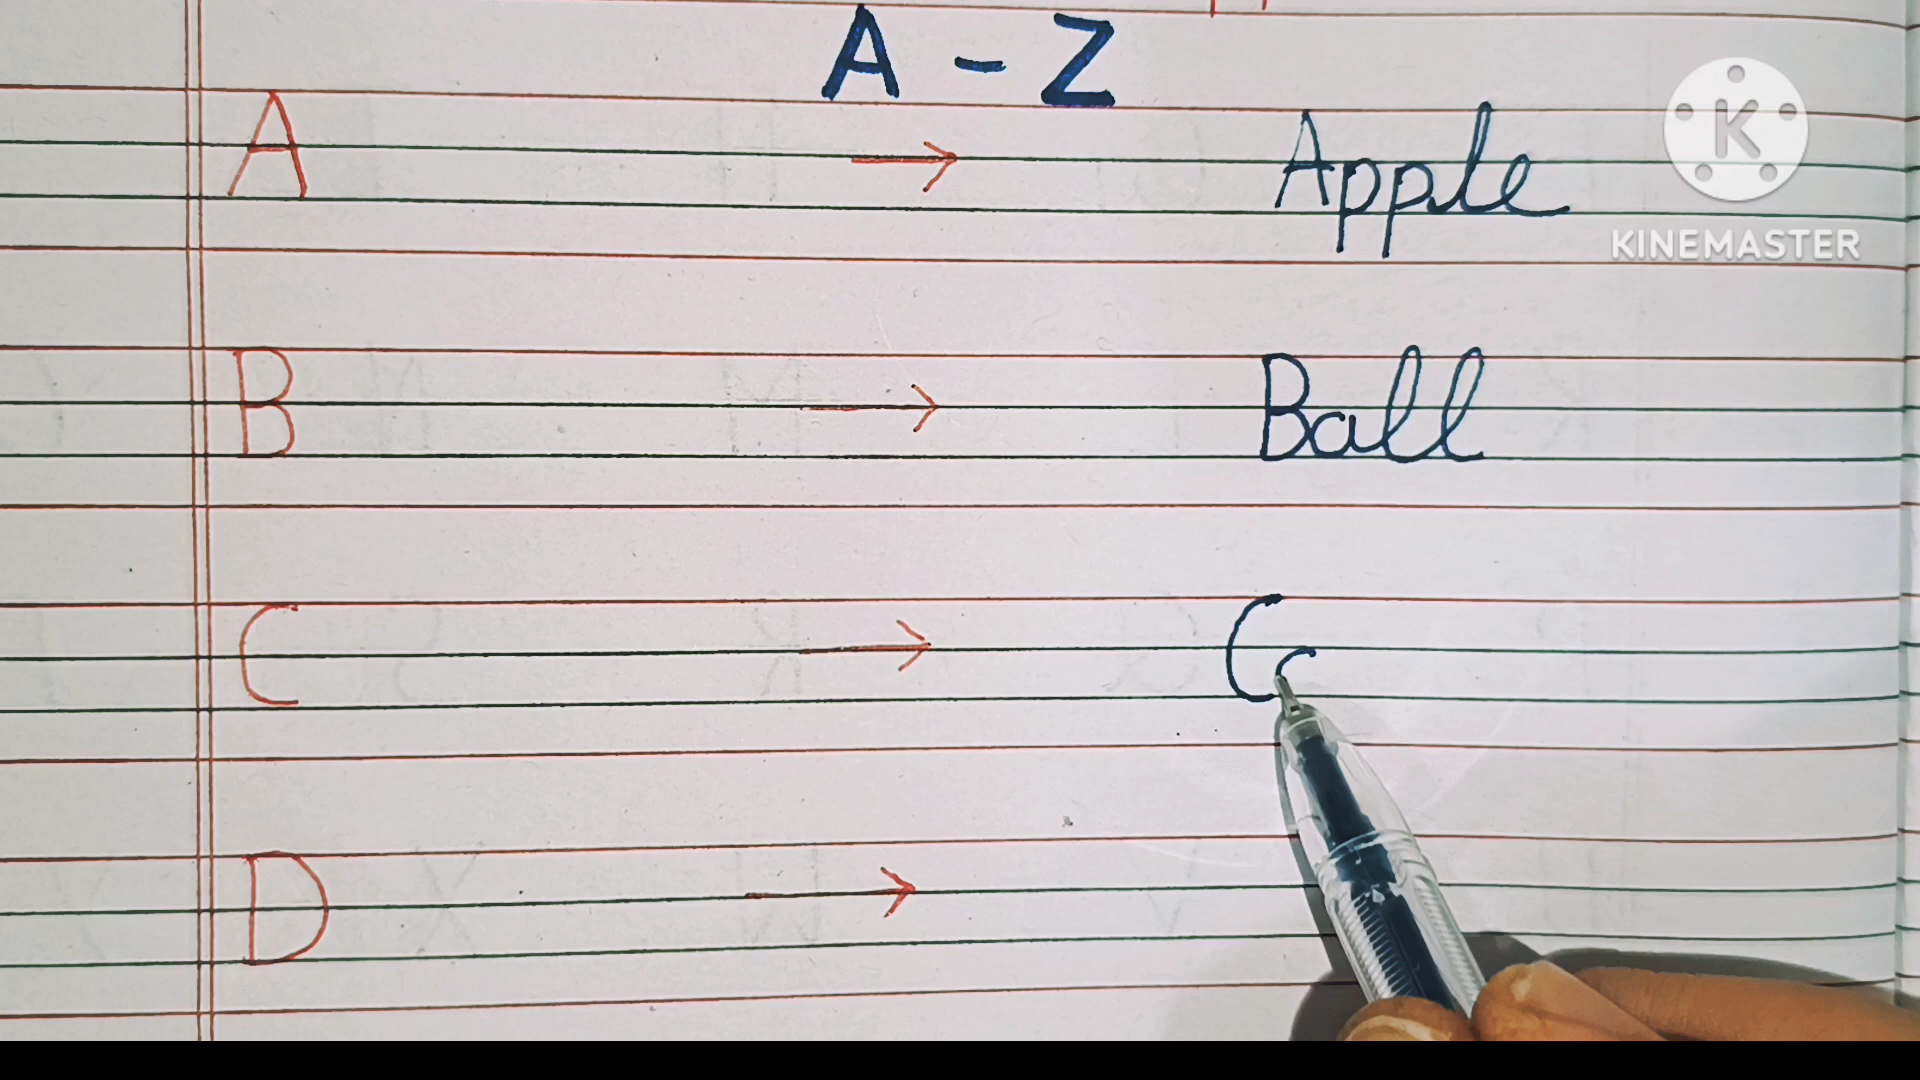 A - Z
A → Apple
K
KINEMASTER
B → Ball
C → C
D →